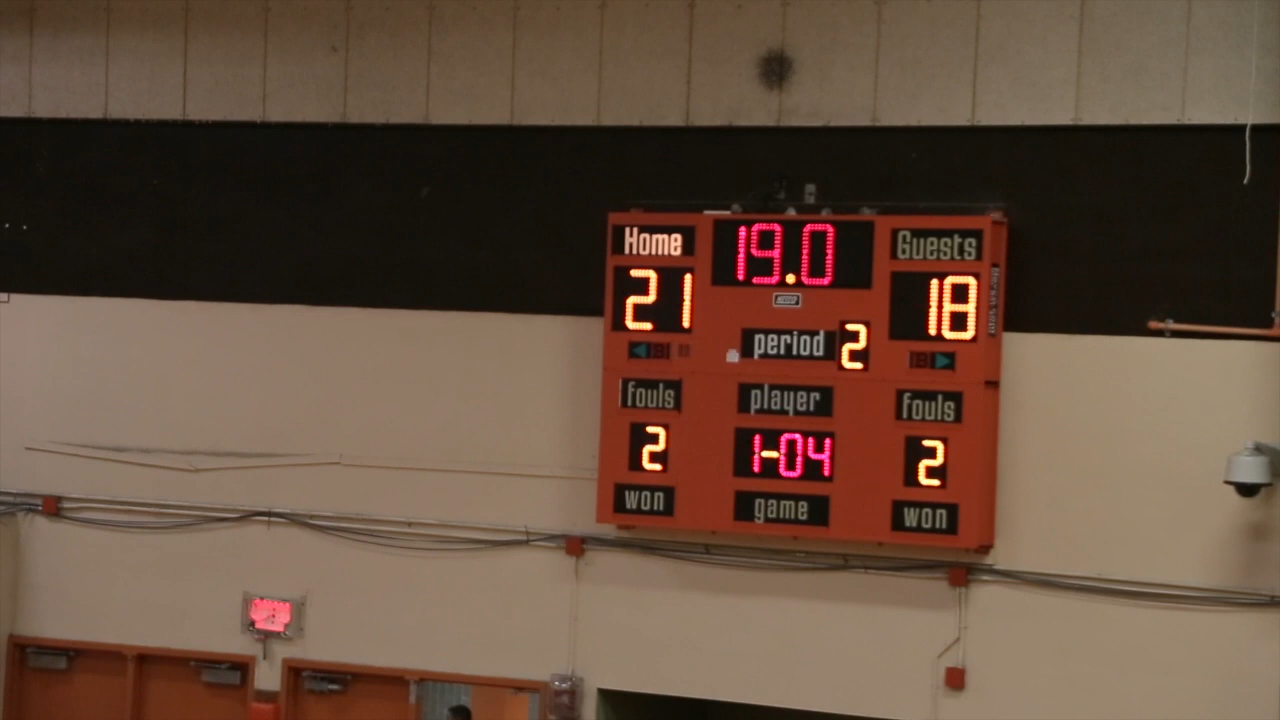 Home 19.0 Guests
21 18
period 2
fouls player fouls
2 1-04 2
won game won